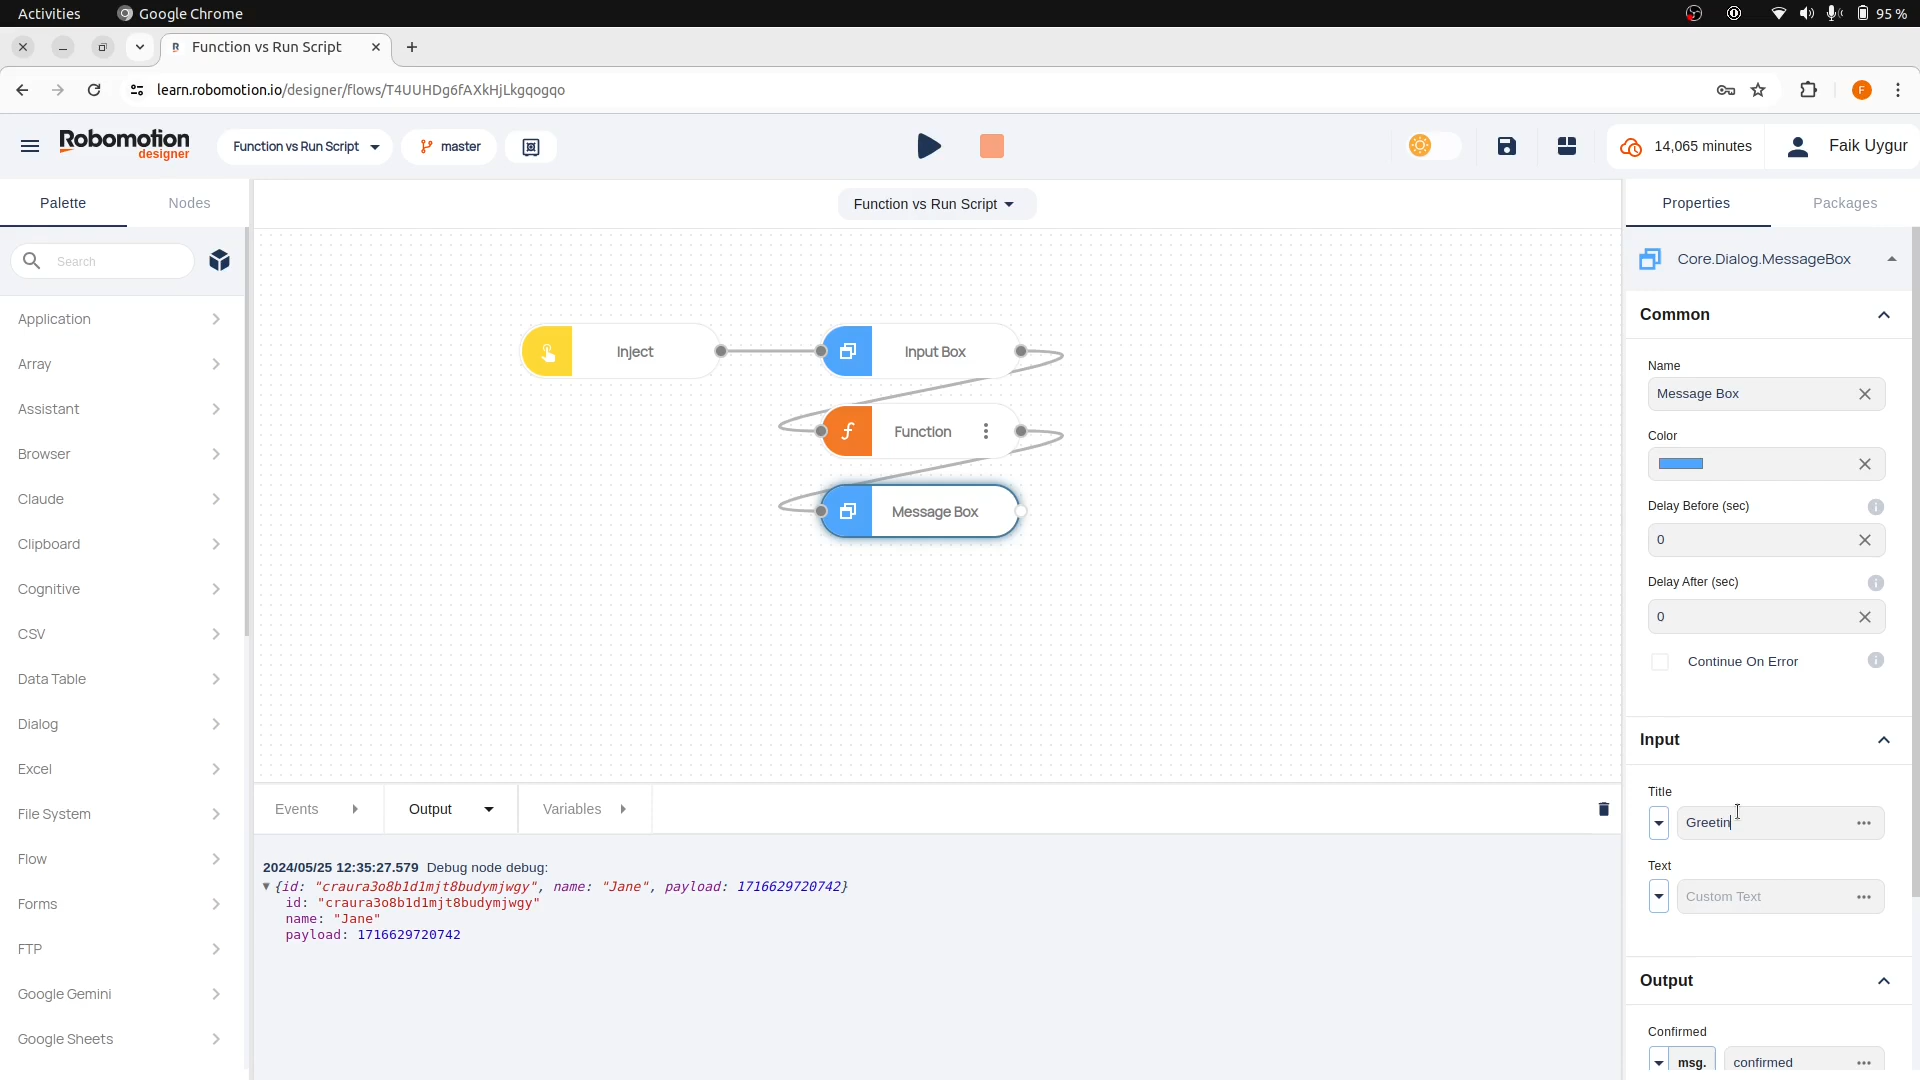 Activities
Google Chrome
95 %
Function vs Run Script
learn.robomotion.io/designer/flows/T4UUHDg6fAXkHjLkgqogqo
F
Robomotion
designer
Function vs Run Script
master
14,065 minutes
Faik Uygur
Palette
Nodes
Function vs Run Script
Properties
Packages
Search
Core.Dialog.MessageBox
Application
Array
Assistant
Browser
Claude
Clipboard
Cognitive
CSV
Data Table
Dialog
Excel
File System
Flow
Forms
FTP
Google Gemini
Google Sheets
Inject
Input Box
Function
Message Box
Events
Output
Variables
2024/05/25 12:35:27.579 Debug node debug:
{id: "craura3o8b1d1mjt8budymjwgy", name: "Jane", payload: 1716629720742}
id: "craura3o8b1d1mjt8budymjwgy"
name: "Jane"
payload: 1716629720742
Common
Name
Message Box
Color
Delay Before (sec)
0
Delay After (sec)
0
Continue On Error
Input
Title
Greetin
Text
Custom Text
Output
Confirmed
msg.
confirmed